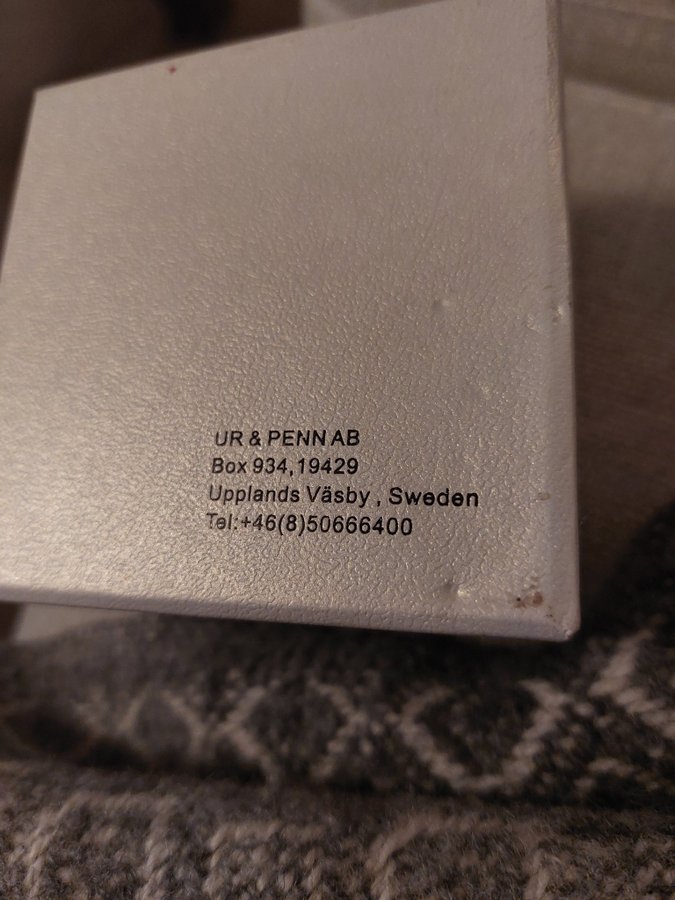 UR & PENN AB
Box 934,19429
Upplands Väsby , Sweden
Tel:+46(8)50666400